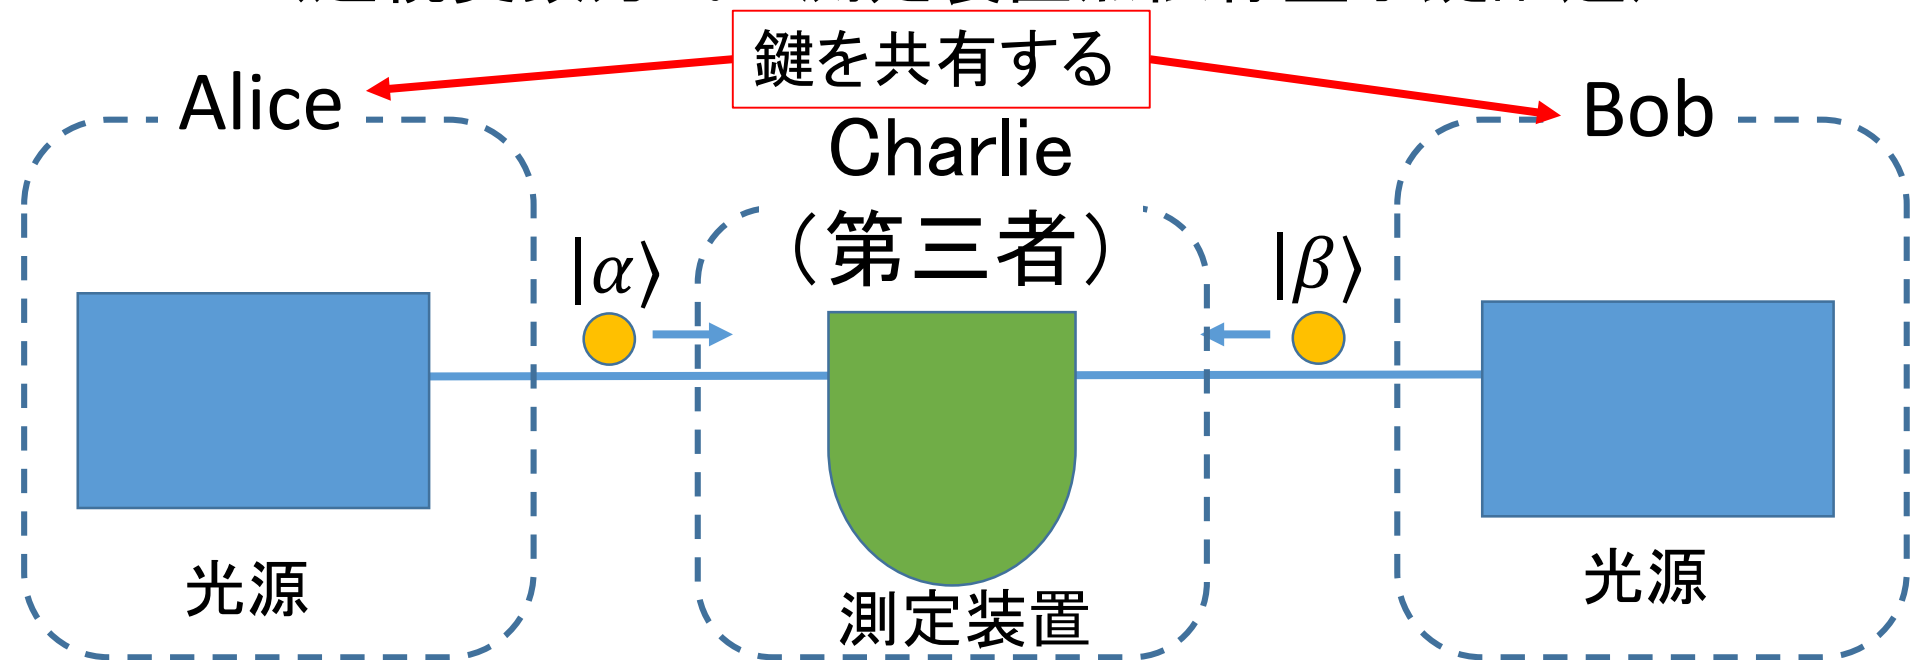 鍵を共有する
Alice
Bob
Charlie
（第三者）
|α⟩
|β⟩
光源
測定装置
光源